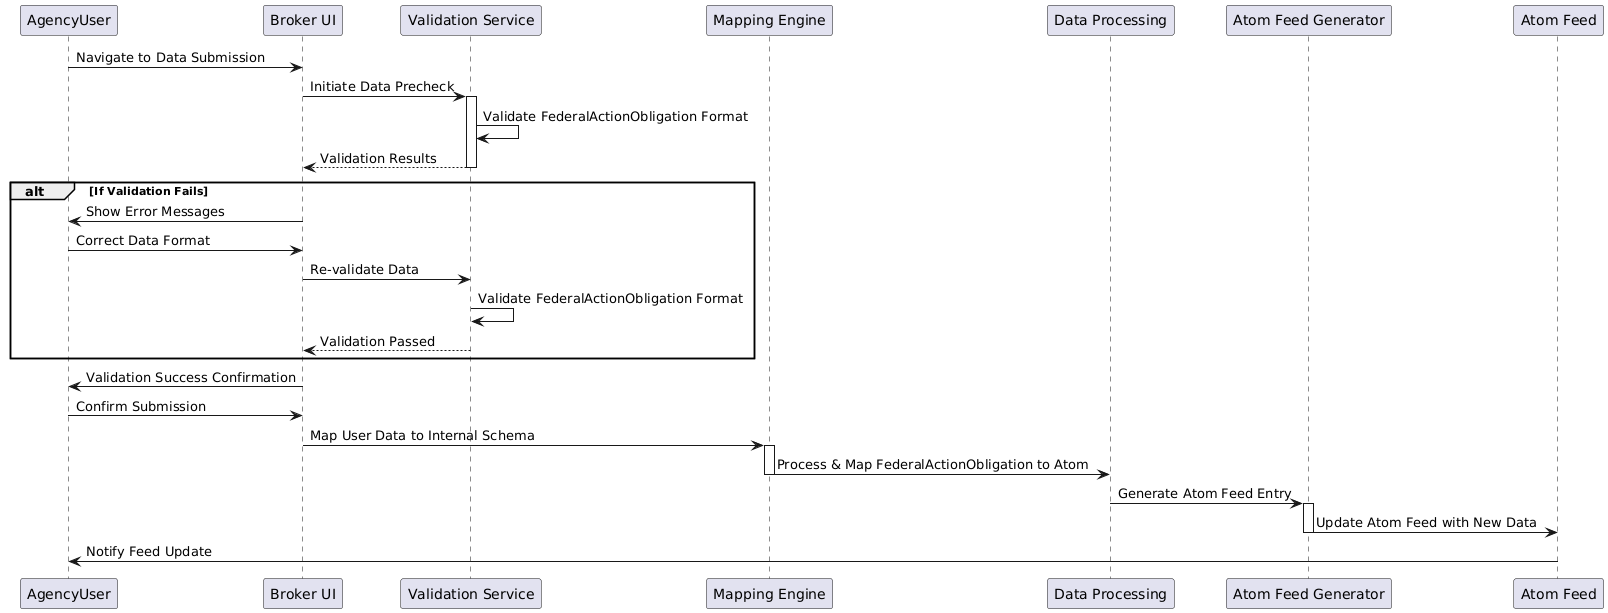 AgencyUser
Broker UI
Validation Service
Mapping Engine
Data Processing
Atom Feed Generator
Atom Feed
Navigate to Data Submission
Initiate Data Precheck
Validate FederalActionObligation Format
Validation Results
alt [If Validation Fails]
Show Error Messages
Correct Data Format
Re-validate Data
Validate FederalActionObligation Format
Validation Passed
Validation Success Confirmation
Confirm Submission
Map User Data to Internal Schema
Process & Map FederalActionObligation to Atom
Generate Atom Feed Entry
Update Atom Feed with New Data
Notify Feed Update
AgencyUser
Broker UI
Validation Service
Mapping Engine
Data Processing
Atom Feed Generator
Atom Feed